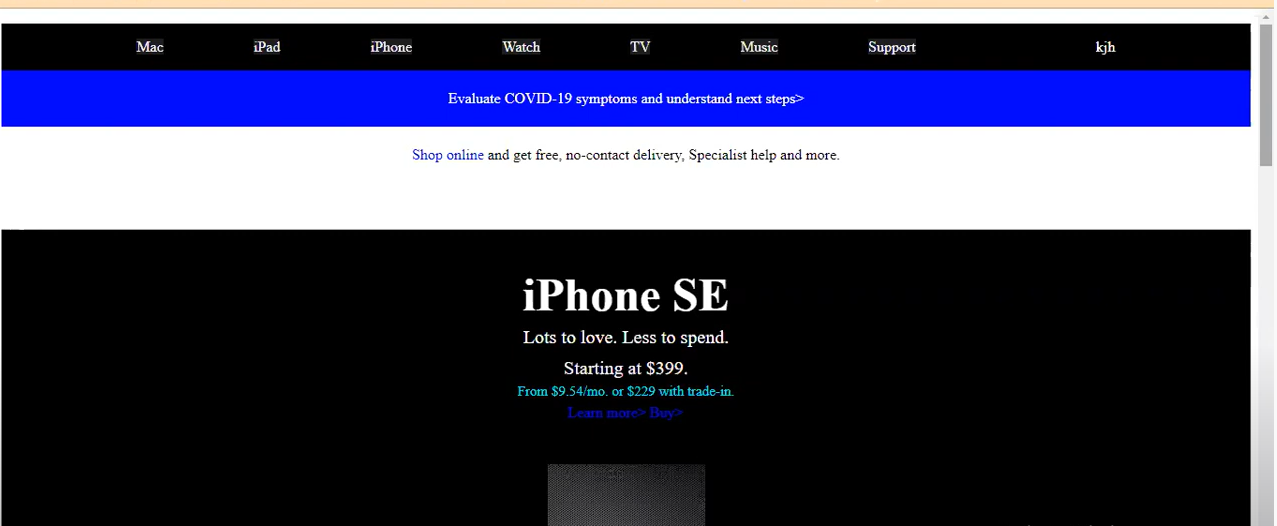 Mac iPad iPhone Watch TV Music Support kjh
Evaluate COVID-19 symptoms and understand next steps>
Shop online and get free, no-contact delivery, Specialist help and more.
iPhone SE
Lots to love. Less to spend.
Starting at $399.
From $9.54/mo. or $229 with trade-in.
Learn more> Buy>